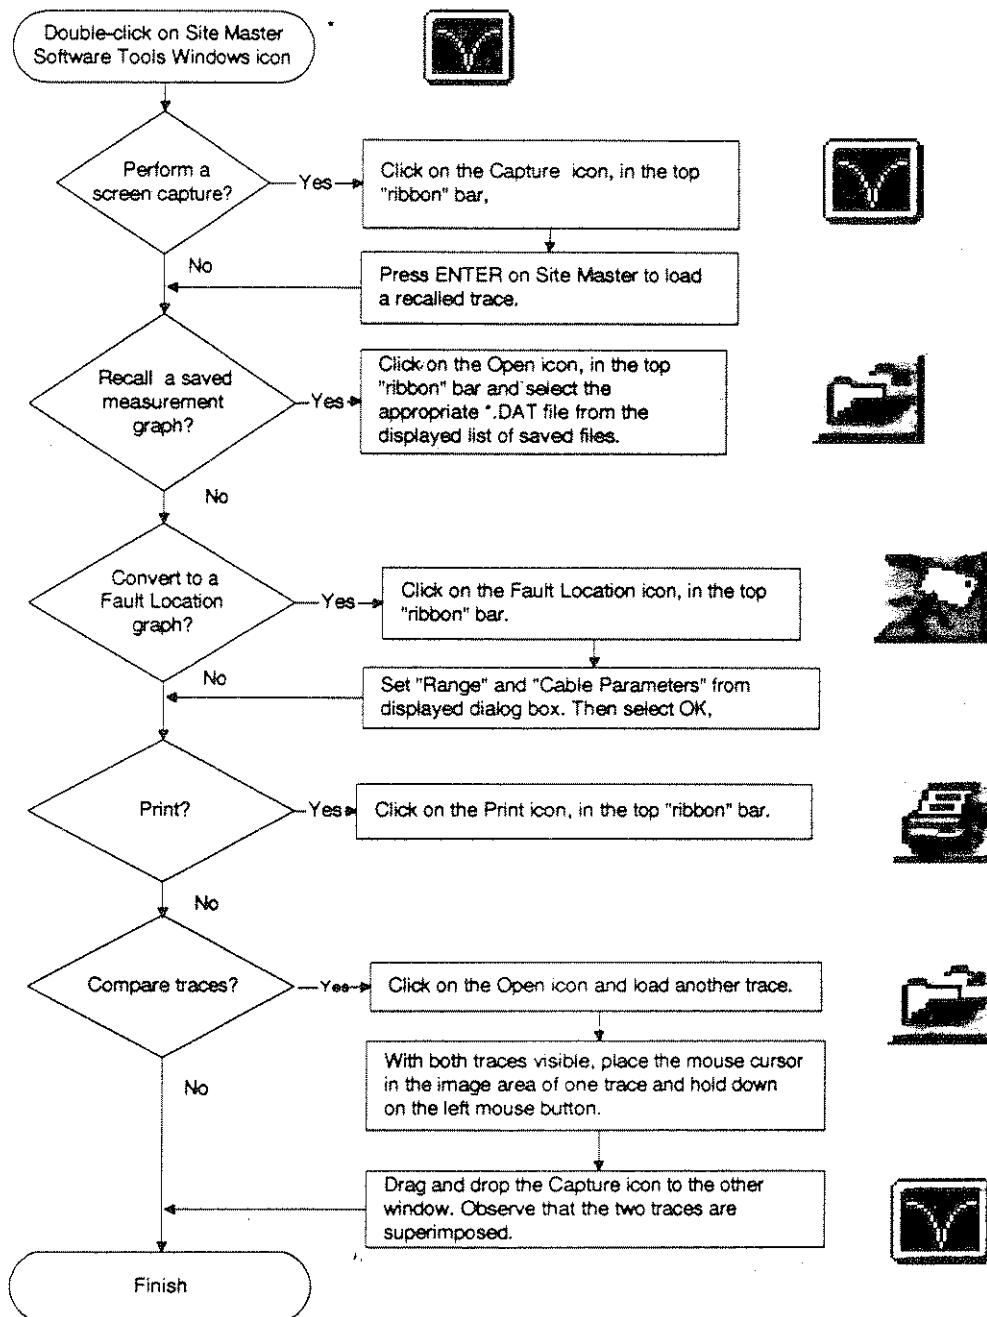 Double-click on Site Master
Software Tools Windows icon
Perform a
screen capture?
Yes
Click on the Capture icon, in the top
"ribbon" bar,
No
Press ENTER on Site Master to load
a recalled trace.
Recall a saved
measurement
graph?
Yes
Click on the Open icon, in the top
"ribbon" bar and select the
appropriate *.DAT file from the
displayed list of saved files.
No
Convert to a
Fault Location
graph?
Yes
Click on the Fault Location icon, in the top
"ribbon" bar.
No
Set "Range" and "Cable Parameters" from
displayed dialog box. Then select OK,
Print?
Yes
Click on the Print icon, in the top "ribbon" bar.
No
Compare traces?
Yes
Click on the Open icon and load another trace.
With both traces visible, place the mouse cursor
in the image area of one trace and hold down
on the left mouse button.
No
Drag and drop the Capture icon to the other
window. Observe that the two traces are
superimposed.
Finish